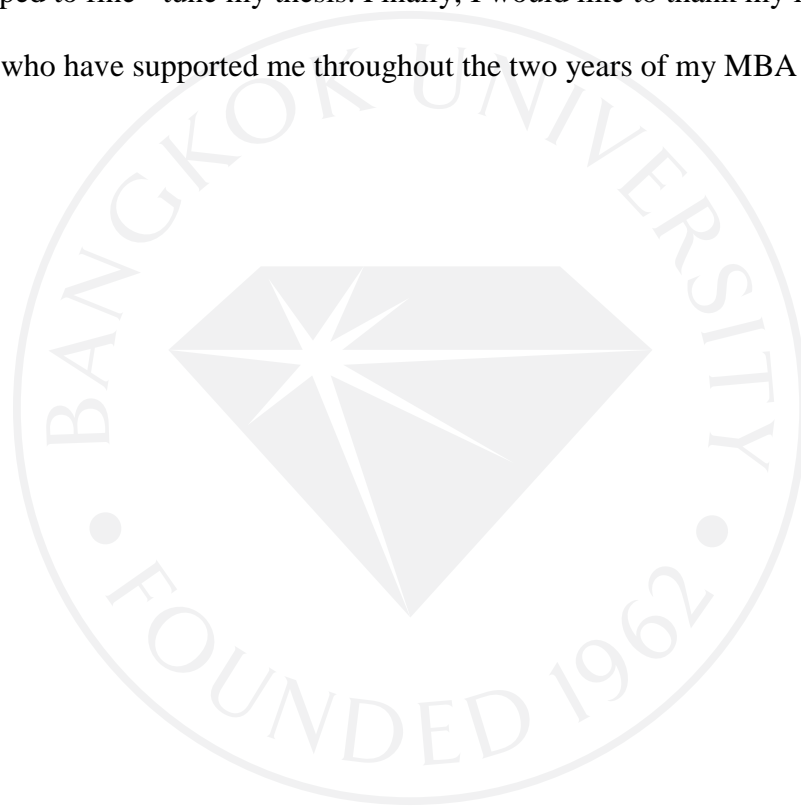 to fine - tune my thesis. Finally, I would like to thank my
who have supported me throughout the two years of my MBA
BANGKOK UNIVERSITY
FOUNDED 1962